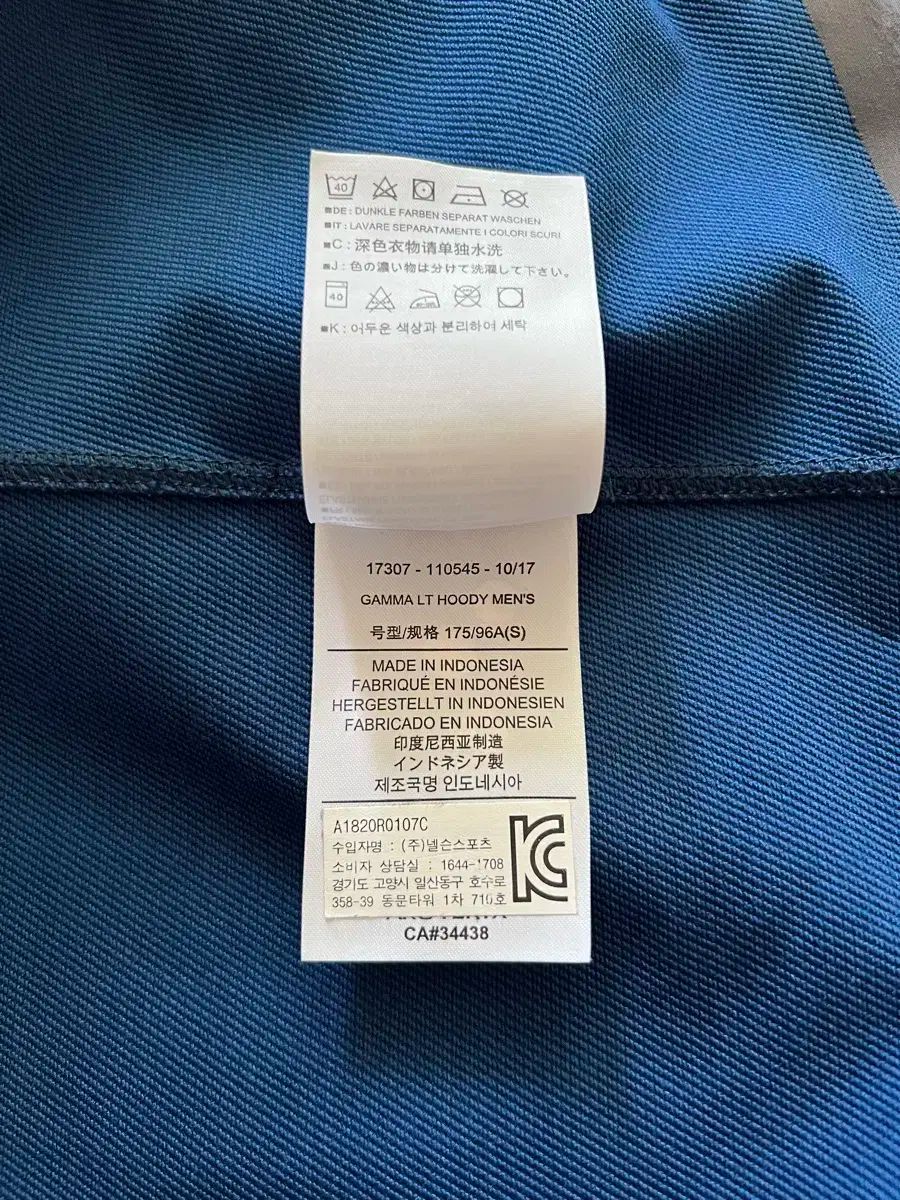 40
■DE : DUNKLE FARBEN SEPARAT WASCHEN
■IT : LAVARE SEPARATAMENTE I COLORI SCURI
■C : 深色衣物请单独水洗
■J : 色の濃い物は分けて洗濯して下さい。
40
■K : 어두운 색상과 분리하여 세탁
17307 - 110545 - 10/17
GAMMA LT HOODY MEN'S
号型/规格 175/96A(S)
MADE IN INDONESIA
FABRIQUÉ EN INDONÉSIE
HERGESTELLT IN INDONESIEN
FABRICADO EN INDONESIA
印度尼西亚制造
インドネシア製
제조국명 인도네시아
A1820R0107C
수입자명 : (주)넬슨스포츠
소비자 상담실 : 1644-1708
경기도 고양시 일산동구 호수로
358-39 동문타워 1차 710호
CA#34438